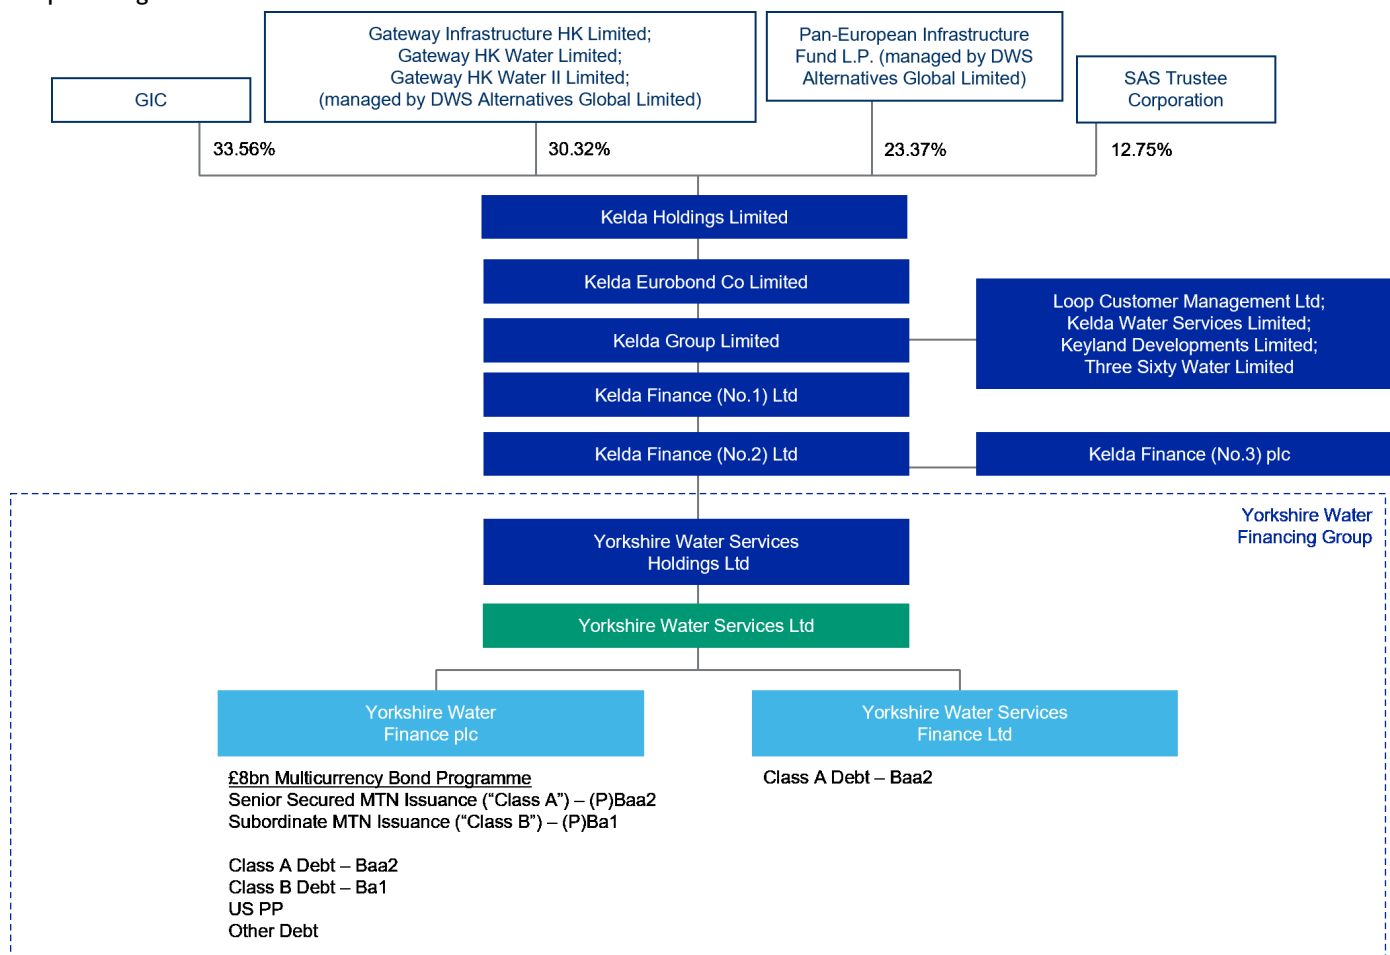 GIC
Gateway Infrastructure HK Limited;
Gateway HK Water Limited;
Gateway HK Water II Limited;
(managed by DWS Alternatives Global Limited)
Pan-European Infrastructure
Fund L.P. (managed by DWS
Alternatives Global Limited)
SAS Trustee
Corporation
33.56%
30.32%
23.37%
12.75%
Kelda Holdings Limited
Kelda Eurobond Co Limited
Kelda Group Limited
Loop Customer Management Ltd;
Kelda Water Services Limited;
Keyland Developments Limited;
Three Sixty Water Limited
Kelda Finance (No.1) Ltd
Kelda Finance (No.2) Ltd
Kelda Finance (No.3) plc
Yorkshire Water
Financing Group
Yorkshire Water Services
Holdings Ltd
Yorkshire Water Services Ltd
Yorkshire Water
Finance plc
Yorkshire Water Services
Finance Ltd
£8bn Multicurrency Bond Programme
Senior Secured MTN Issuance (“Class A”) – (P)Baa2
Subordinate MTN Issuance (“Class B”) – (P)Ba1
Class A Debt – Baa2
Class B Debt – Ba1
US PP
Other Debt
Class A Debt – Baa2